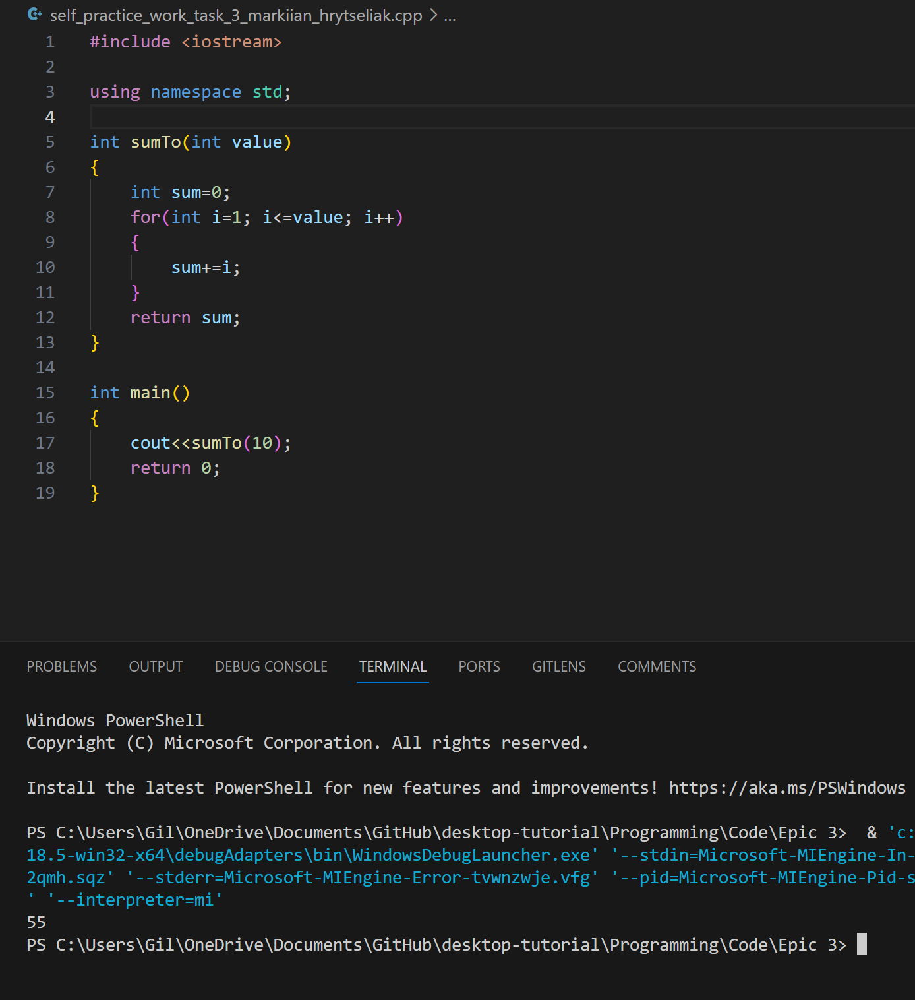 self_practice_work_task_3_markiian_hrytseliak.cpp > ...
1 #include <iostream>
2
3 using namespace std;
4
5 int sumTo(int value)
6 {
7     int sum=0;
8     for(int i=1; i<=value; i++)
9     {
10         sum+=i;
11     }
12     return sum;
13 }
14
15 int main()
16 {
17     cout<<sumTo(10);
18     return 0;
19 }
PROBLEMS OUTPUT DEBUG CONSOLE TERMINAL PORTS GITLENS COMMENTS
Windows PowerShell
Copyright (C) Microsoft Corporation. All rights reserved.
Install the latest PowerShell for new features and improvements! https://aka.ms/PSWindows
PS C:\Users\Gil\OneDrive\Documents\GitHub\desktop-tutorial\Programming\Code\Epic 3>  & 'c:
18.5-win32-x64\debugAdapters\bin\WindowsDebugLauncher.exe' '--stdin=Microsoft-MIEngine-In-
2qmh.sqz' '--stderr=Microsoft-MIEngine-Error-tvwnzwje.vfg' '--pid=Microsoft-MIEngine-Pid-s
' '--interpreter=mi'
55
PS C:\Users\Gil\OneDrive\Documents\GitHub\desktop-tutorial\Programming\Code\Epic 3>